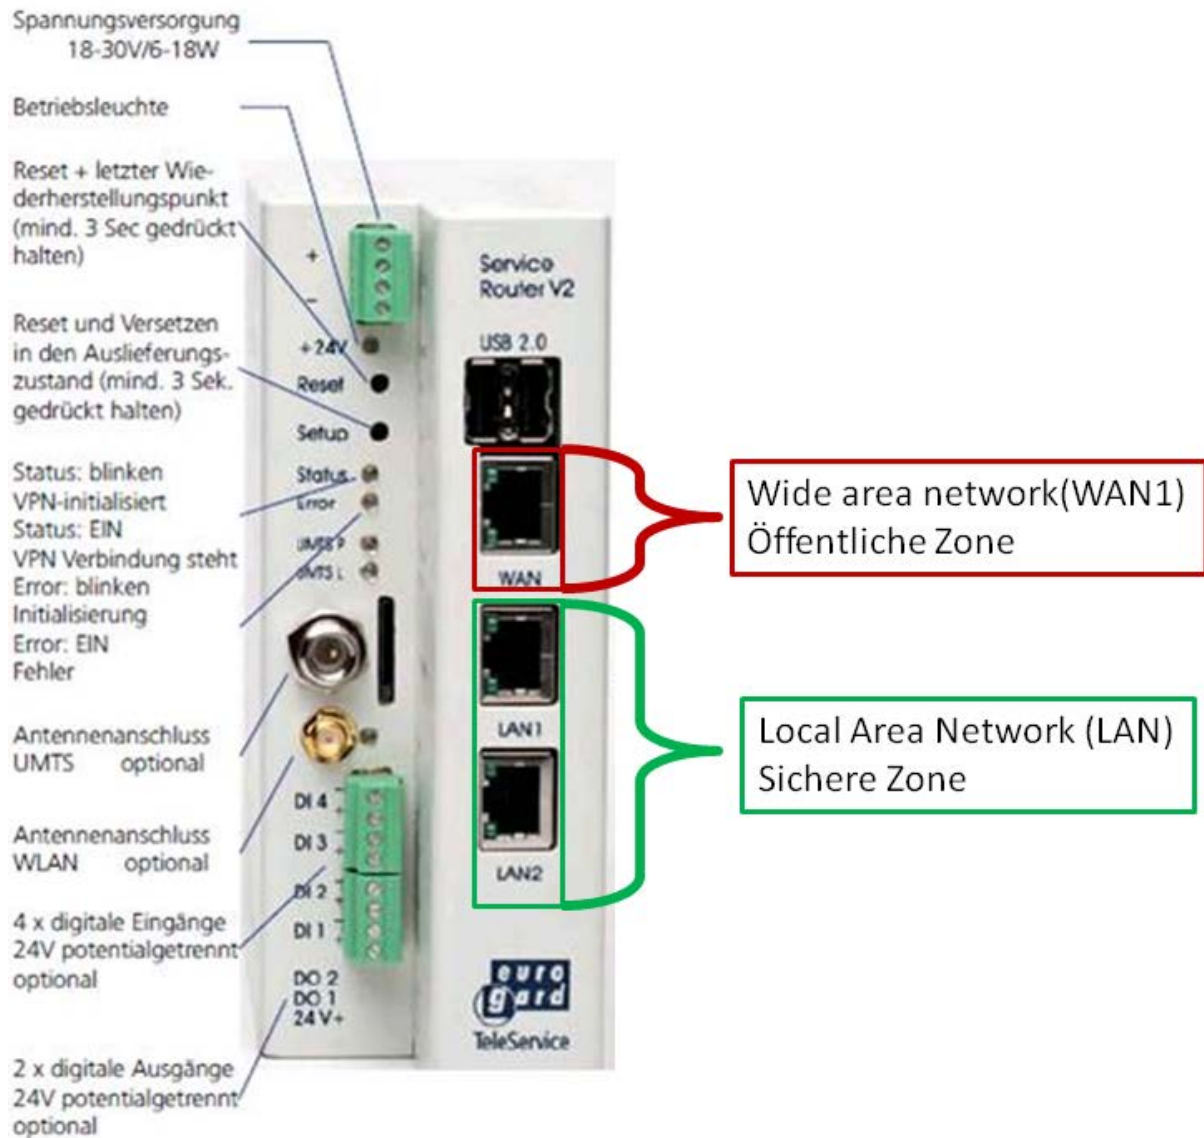 Spannungsversorgung
18-30V/6-18W
Betriebsleuchte
Reset + letzter Wie-
derherstellungspunkt
(mind. 3 Sec gedrückt
halten)
Reset und Versetzen
in den Auslieferungs-
zustand (mind. 3 Sek.
gedrückt halten)
Status: blinken
VPN-initialisiert
Status: EIN
VPN Verbindung steht
Error: blinken
Initialisierung
Error: EIN
Fehler
Antennenanschluss
UMTS optional
Antennenanschluss
WLAN optional
4 x digitale Eingänge
24V potentialgetrennt
optional
2 x digitale Ausgänge
24V potentialgetrennt
optional
+
–
+24V
Reset
Setup
Status
Error
UMTS P
UMTS L
DI 4
DI 3
DI 2
DI 1
DO 2
DO 1
24 V+
Service
Router V2
USB 2.0
WAN
LAN1
LAN2
euro
gard
TeleService
Wide area network(WAN1)
Öffentliche Zone
Local Area Network (LAN)
Sichere Zone